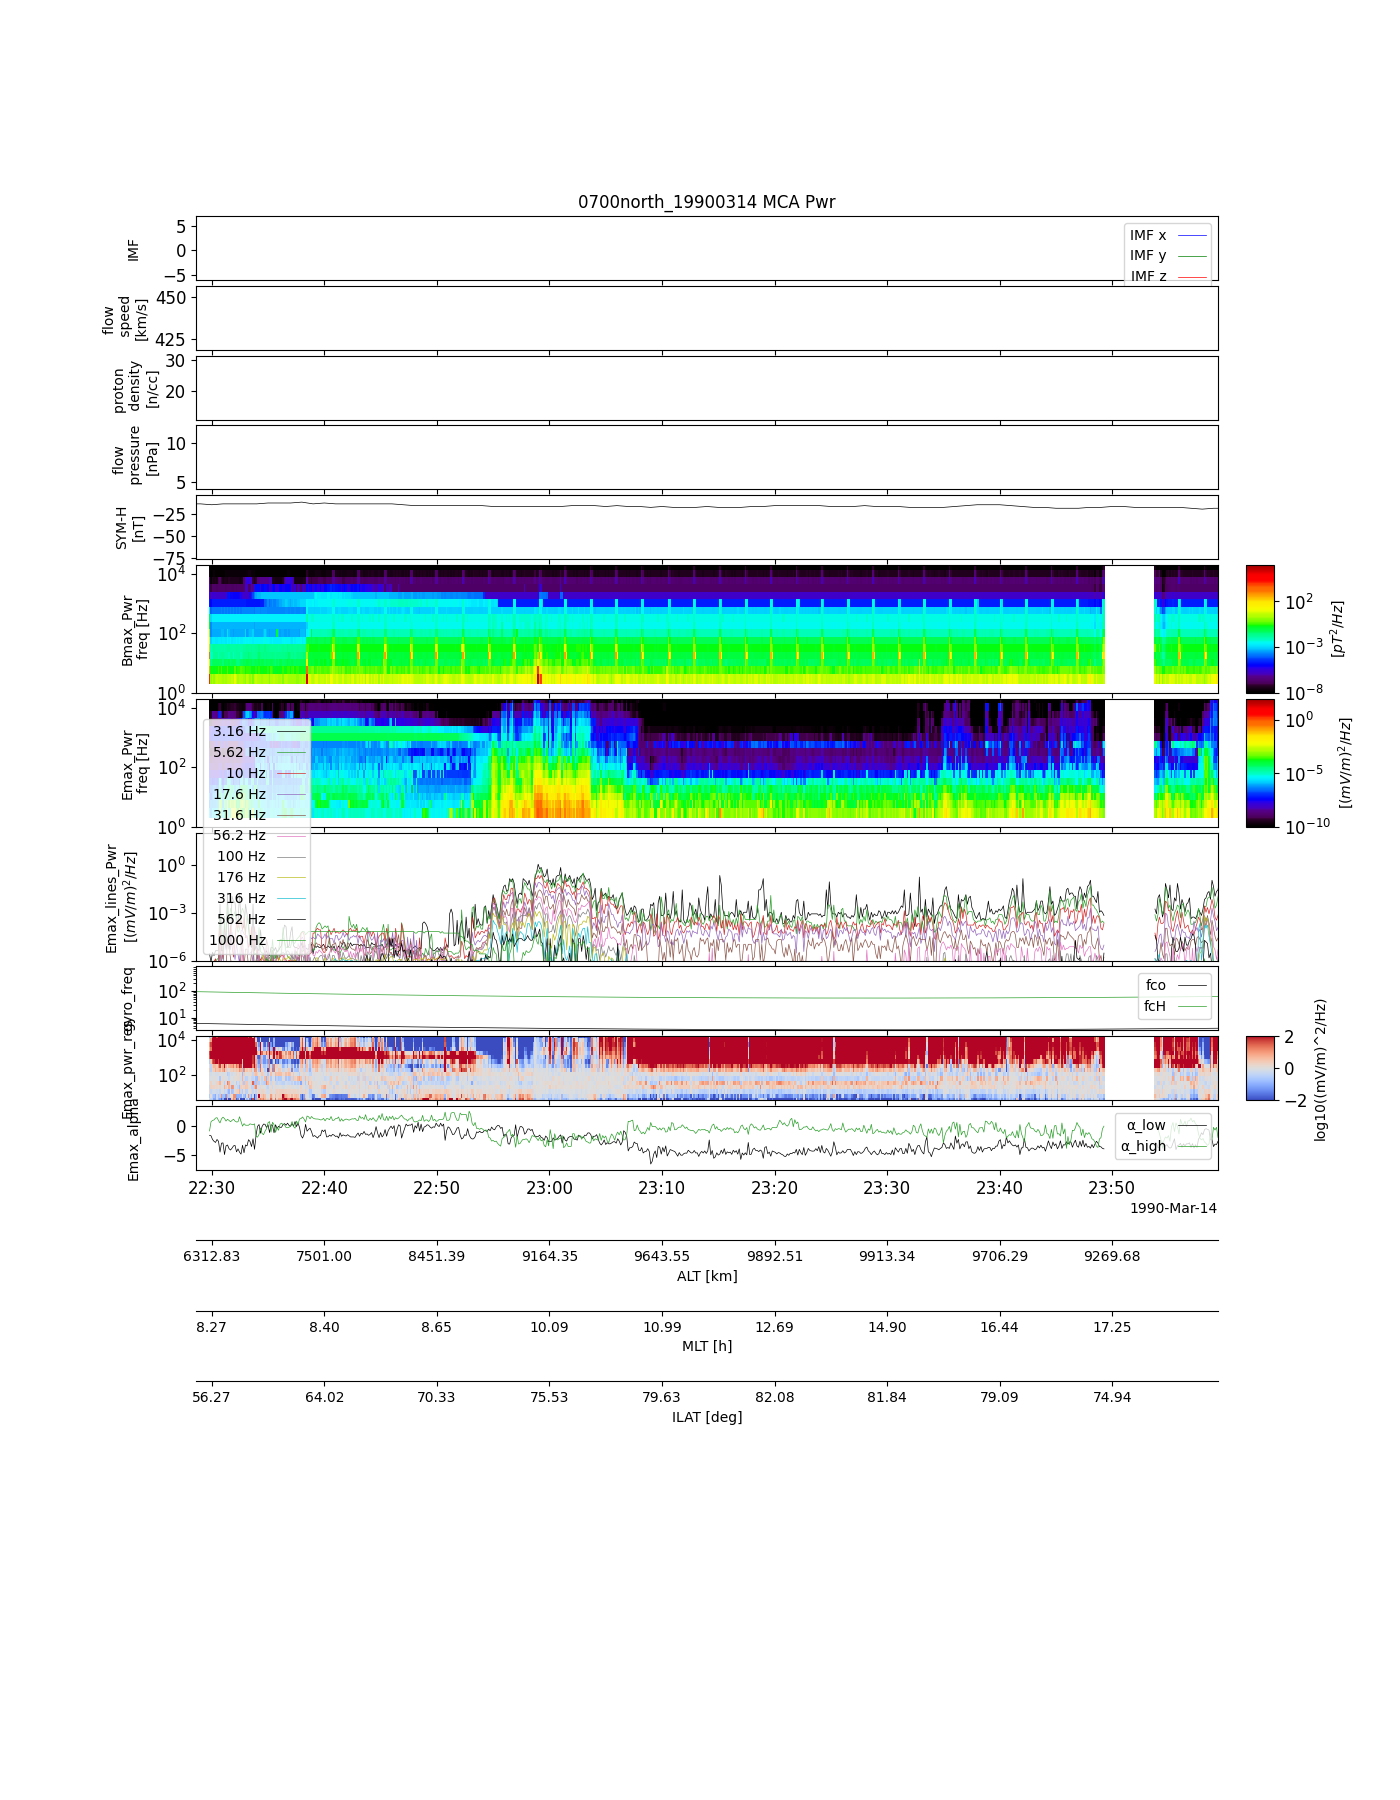 0700north_19900314 MCA Pwr
IMF
5
0
−5
IMF x
IMF y
IMF z
flow
speed
[km/s]
450
425
proton
density
[n/cc]
30
20
flow
pressure
[nPa]
10
5
SYM-H
[nT]
−25
−50
−75
Bmax_Pwr
freq [Hz]
10^4
10^2
10^0
10^2
10^−3
10^−8
[pT^2/Hz]
Emax_Pwr
freq [Hz]
10^4
10^2
10^0
10^0
10^−5
10^−10
[(mV/m)^2/Hz]
3.16 Hz
5.62 Hz
10 Hz
17.6 Hz
31.6 Hz
56.2 Hz
100 Hz
176 Hz
316 Hz
562 Hz
1000 Hz
Emax_lines_Pwr
[(mV/m)^2/Hz]
10^0
10^−3
10^−6
gyro_freq
10^2
10^1
fco
fcH
Emax_pwr_reg
10^4
10^2
2
0
−2
log10((mV/m)^2/Hz)
Emax_alpha
0
−5
α_low
α_high
22:30 22:40 22:50 23:00 23:10 23:20 23:30 23:40 23:50
1990-Mar-14
6312.83 7501.00 8451.39 9164.35 9643.55 9892.51 9913.34 9706.29 9269.68
ALT [km]
8.27 8.40 8.65 10.09 10.99 12.69 14.90 16.44 17.25
MLT [h]
56.27 64.02 70.33 75.53 79.63 82.08 81.84 79.09 74.94
ILAT [deg]